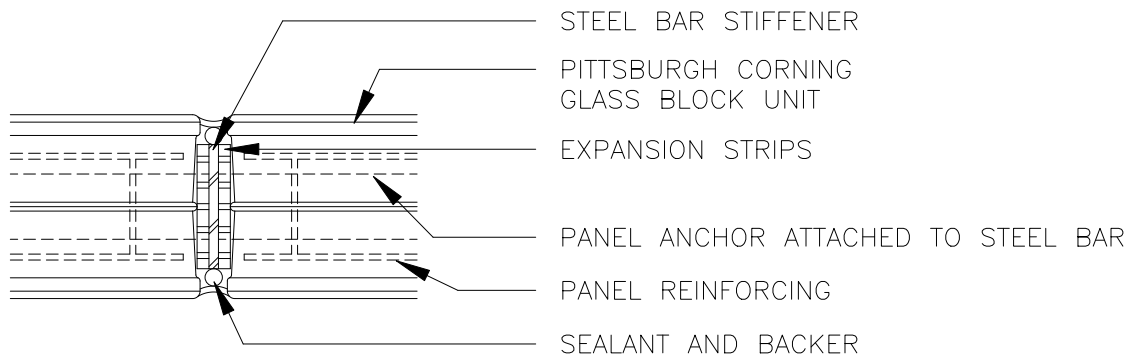 STEEL BAR STIFFENER
PITTSBURGH CORNING
GLASS BLOCK UNIT
EXPANSION STRIPS
PANEL ANCHOR ATTACHED TO STEEL BAR
PANEL REINFORCING
SEALANT AND BACKER